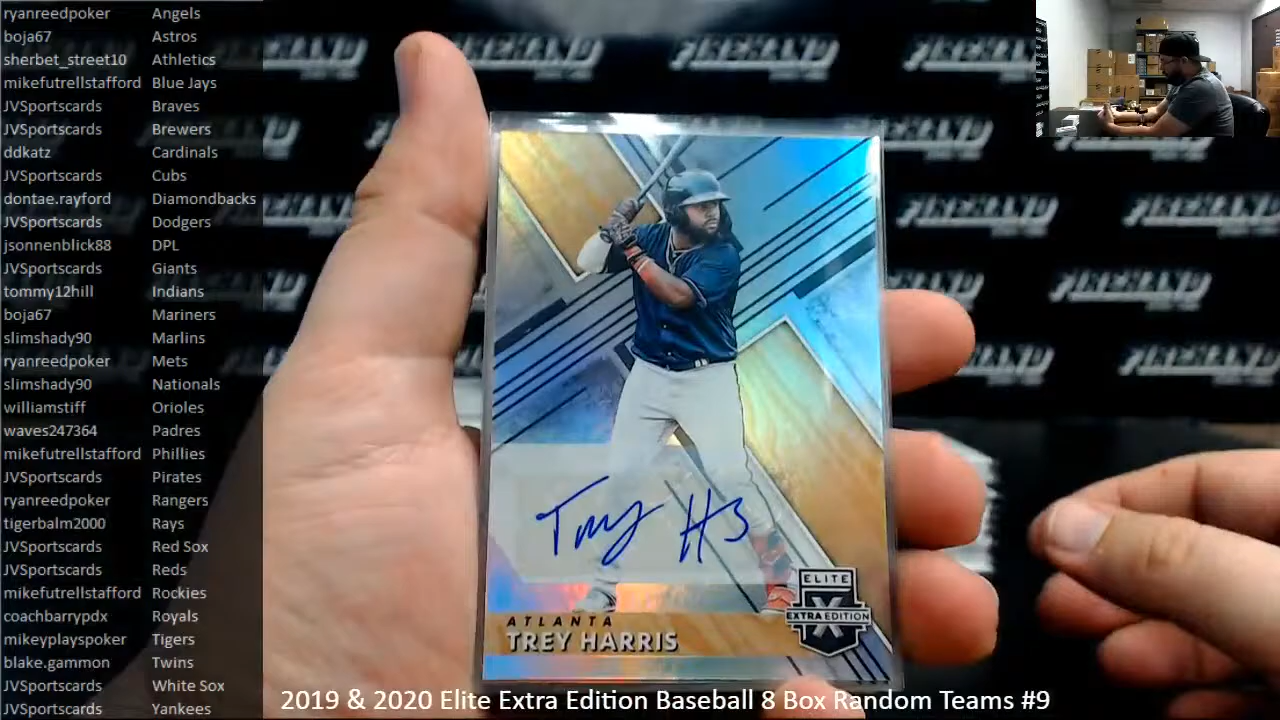 ryanreedpoker Angels
boja67 Astros
sherbet_street10 Athletics
mikefutrellstafford Blue Jays
JVSportscards Braves
JVSportscards Brewers
ddkatz Cardinals
JVSportscards Cubs
dontae.rayford Diamondbacks
JVSportscards Dodgers
jsonnenblick88 DPL
JVSportscards Giants
tommy12hill Indians
boja67 Mariners
slimshady90 Marlins
ryanreedpoker Mets
slimshady90 Nationals
williamstiff Orioles
waves247364 Padres
mikefutrellstafford Phillies
JVSportscards Pirates
ryanreedpoker Rangers
tigerbalm2000 Rays
JVSportscards Red Sox
JVSportscards Reds
mikefutrellstafford Rockies
coachbarrypdx Royals
mikeyplayspoker Tigers
blake.gammon Twins
JVSportscards White Sox
JVSportscards Yankees
Trey H3
ELITE
EXTRA EDITION
X
ATLANTA
TREY HARRIS
2019 & 2020 Elite Extra Edition Baseball 8 Box Random Teams #9